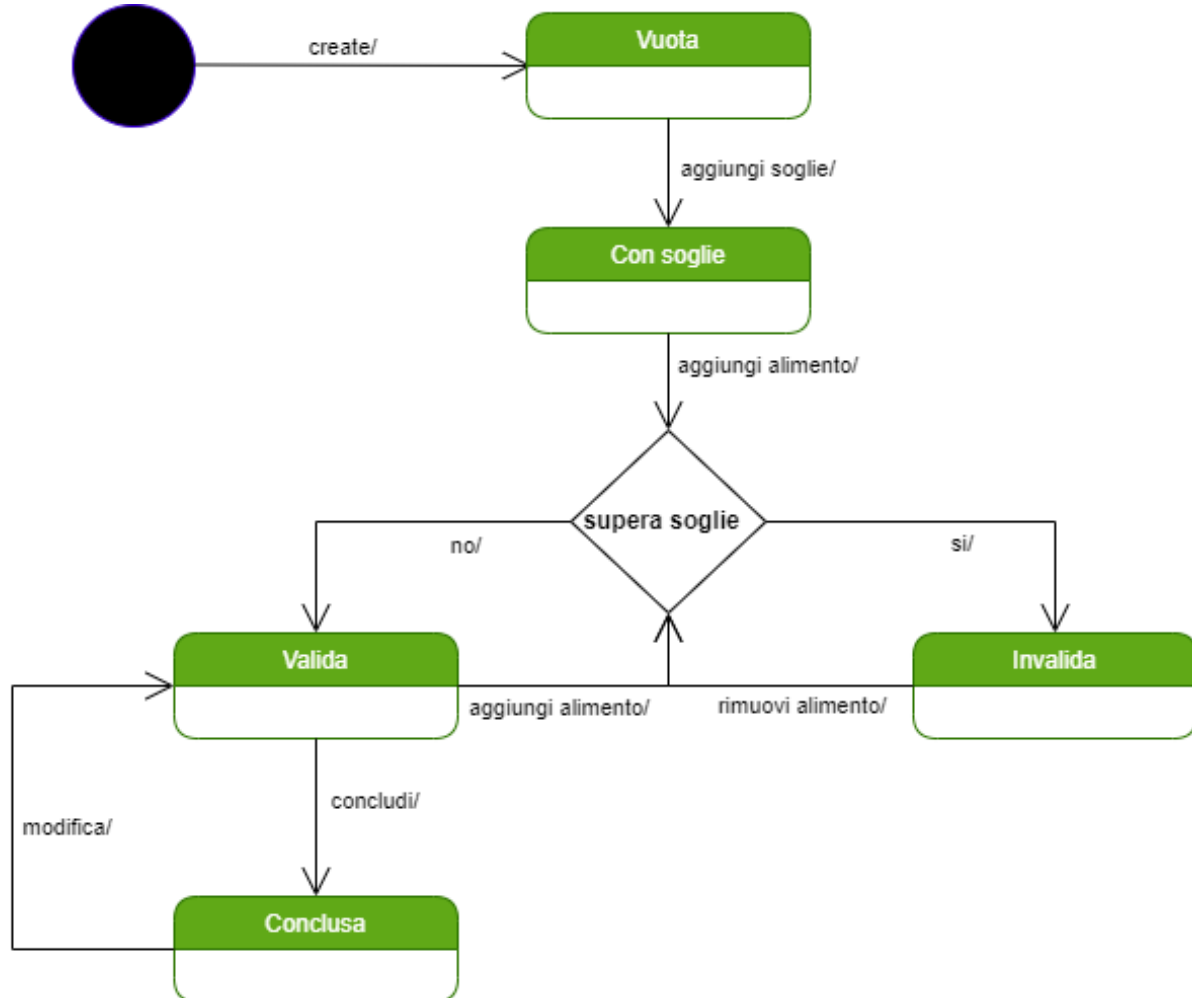 create/
Vuota
aggiungi soglie/
Con soglie
aggiungi alimento/
supera soglie
no/
si/
Valida
Invalida
aggiungi alimento/
rimuovi alimento/
concludi/
modifica/
Conclusa